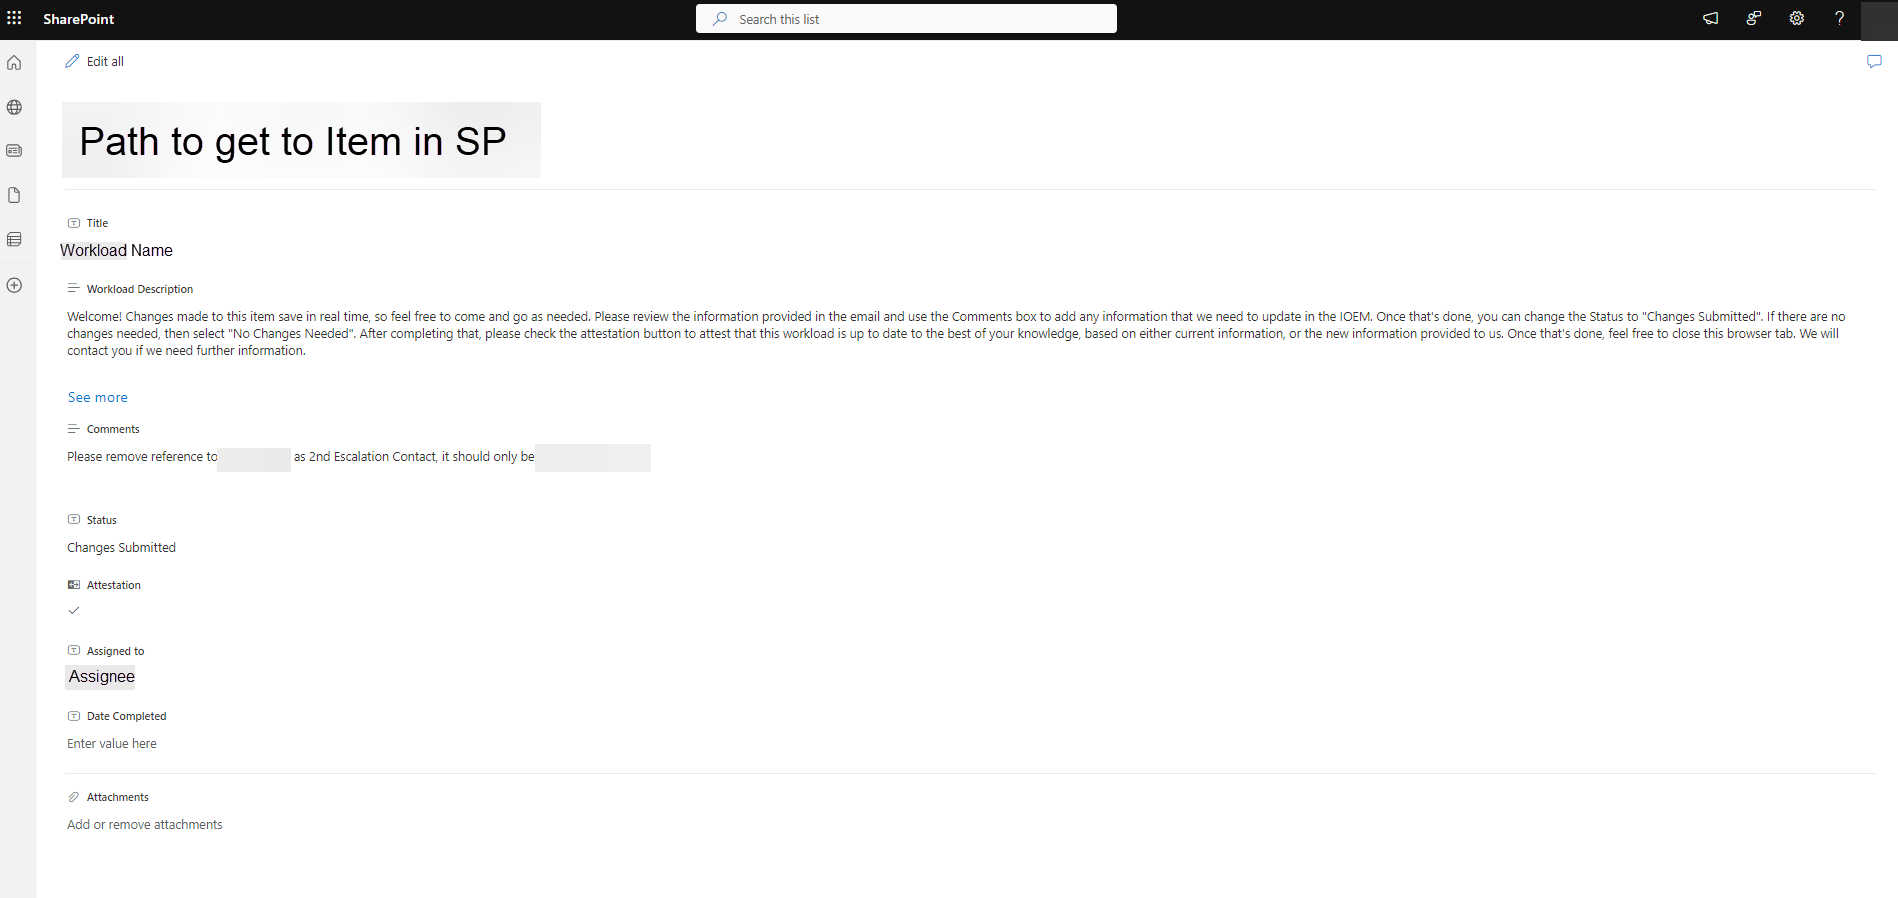 SharePoint
Search this list
Edit all
Path to get to Item in SP
Title
Workload Name
Workload Description
Welcome! Changes made to this item save in real time, so feel free to come and go as needed. Please review the information provided in the email and use the Comments box to add any information that we need to update in the IOEM. Once that's done, you can change the Status to "Changes Submitted". If there are no
changes needed, then select "No Changes Needed". After completing that, please check the attestation button to attest that this workload is up to date to the best of your knowledge, based on either current information, or the new information provided to us. Once that's done, feel free to close this browser tab. We will
contact you if we need further information.
See more
Comments
Please remove reference to as 2nd Escalation Contact, it should only be
Status
Changes Submitted
Attestation
Assigned to
Assignee
Date Completed
Enter value here
Attachments
Add or remove attachments